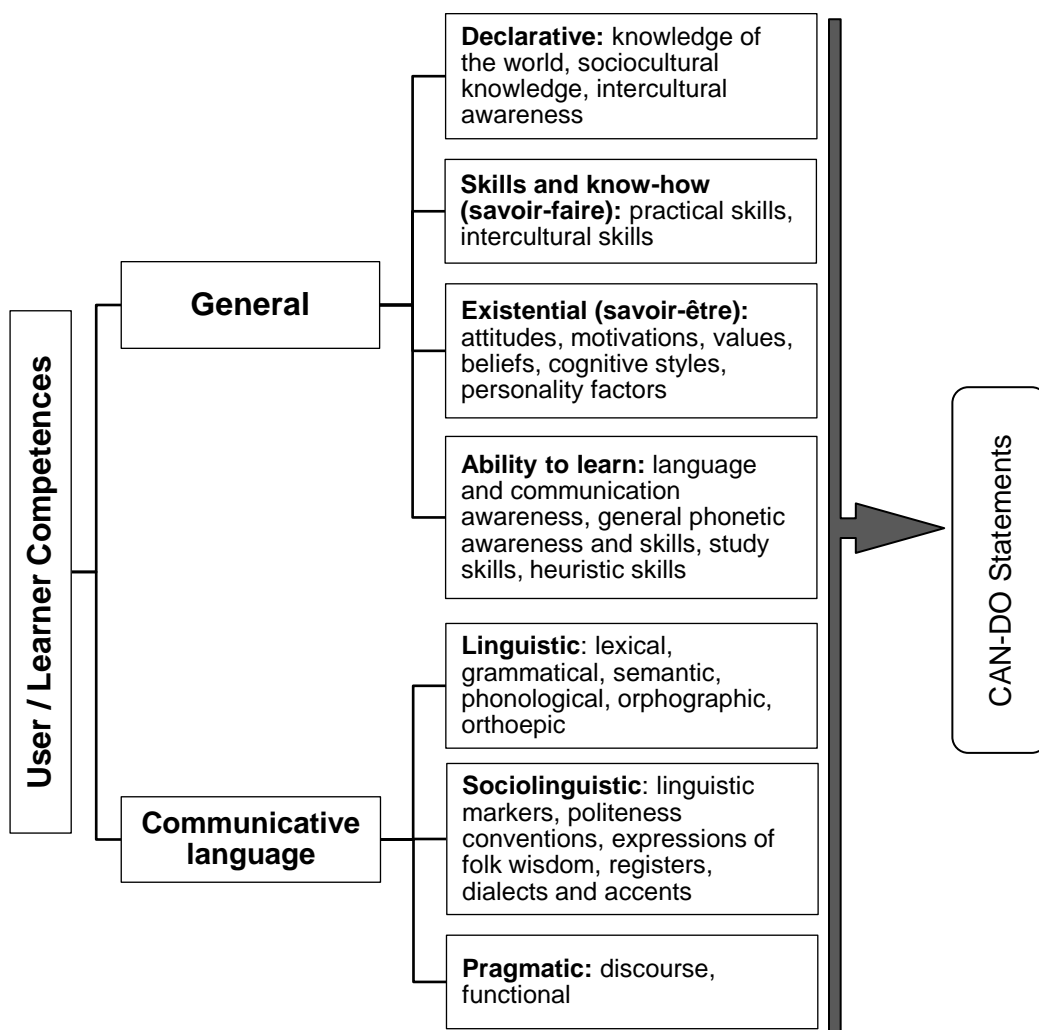 User / Learner Competences
General
Declarative: knowledge of
the world, sociocultural
knowledge, intercultural
awareness
Skills and know-how
(savoir-faire): practical skills,
intercultural skills
Existential (savoir-être):
attitudes, motivations, values,
beliefs, cognitive styles,
personality factors
Ability to learn: language
and communication
awareness, general phonetic
awareness and skills, study
skills, heuristic skills
Communicative
language
Linguistic: lexical,
grammatical, semantic,
phonological, orphographic,
orthoepic
Sociolinguistic: linguistic
markers, politeness
conventions, expressions of
folk wisdom, registers,
dialects and accents
Pragmatic: discourse,
functional
CAN-DO Statements